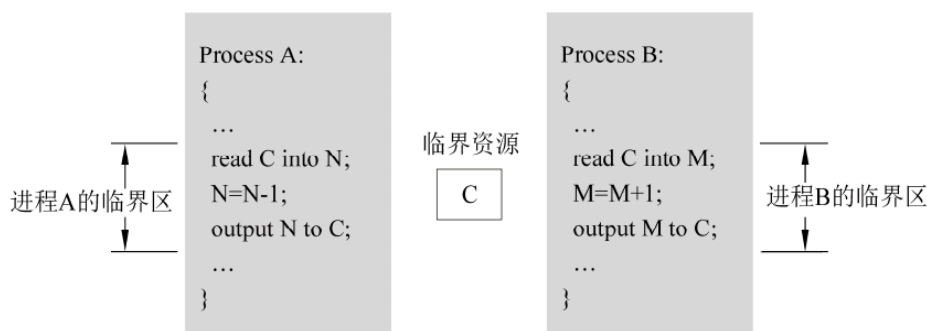 Process A:
{
…
read C into N;
N=N-1;
output N to C;
…
}
进程A的临界区
临界资源
C
Process B:
{
…
read C into M;
M=M+1;
output M to C;
…
}
进程B的临界区